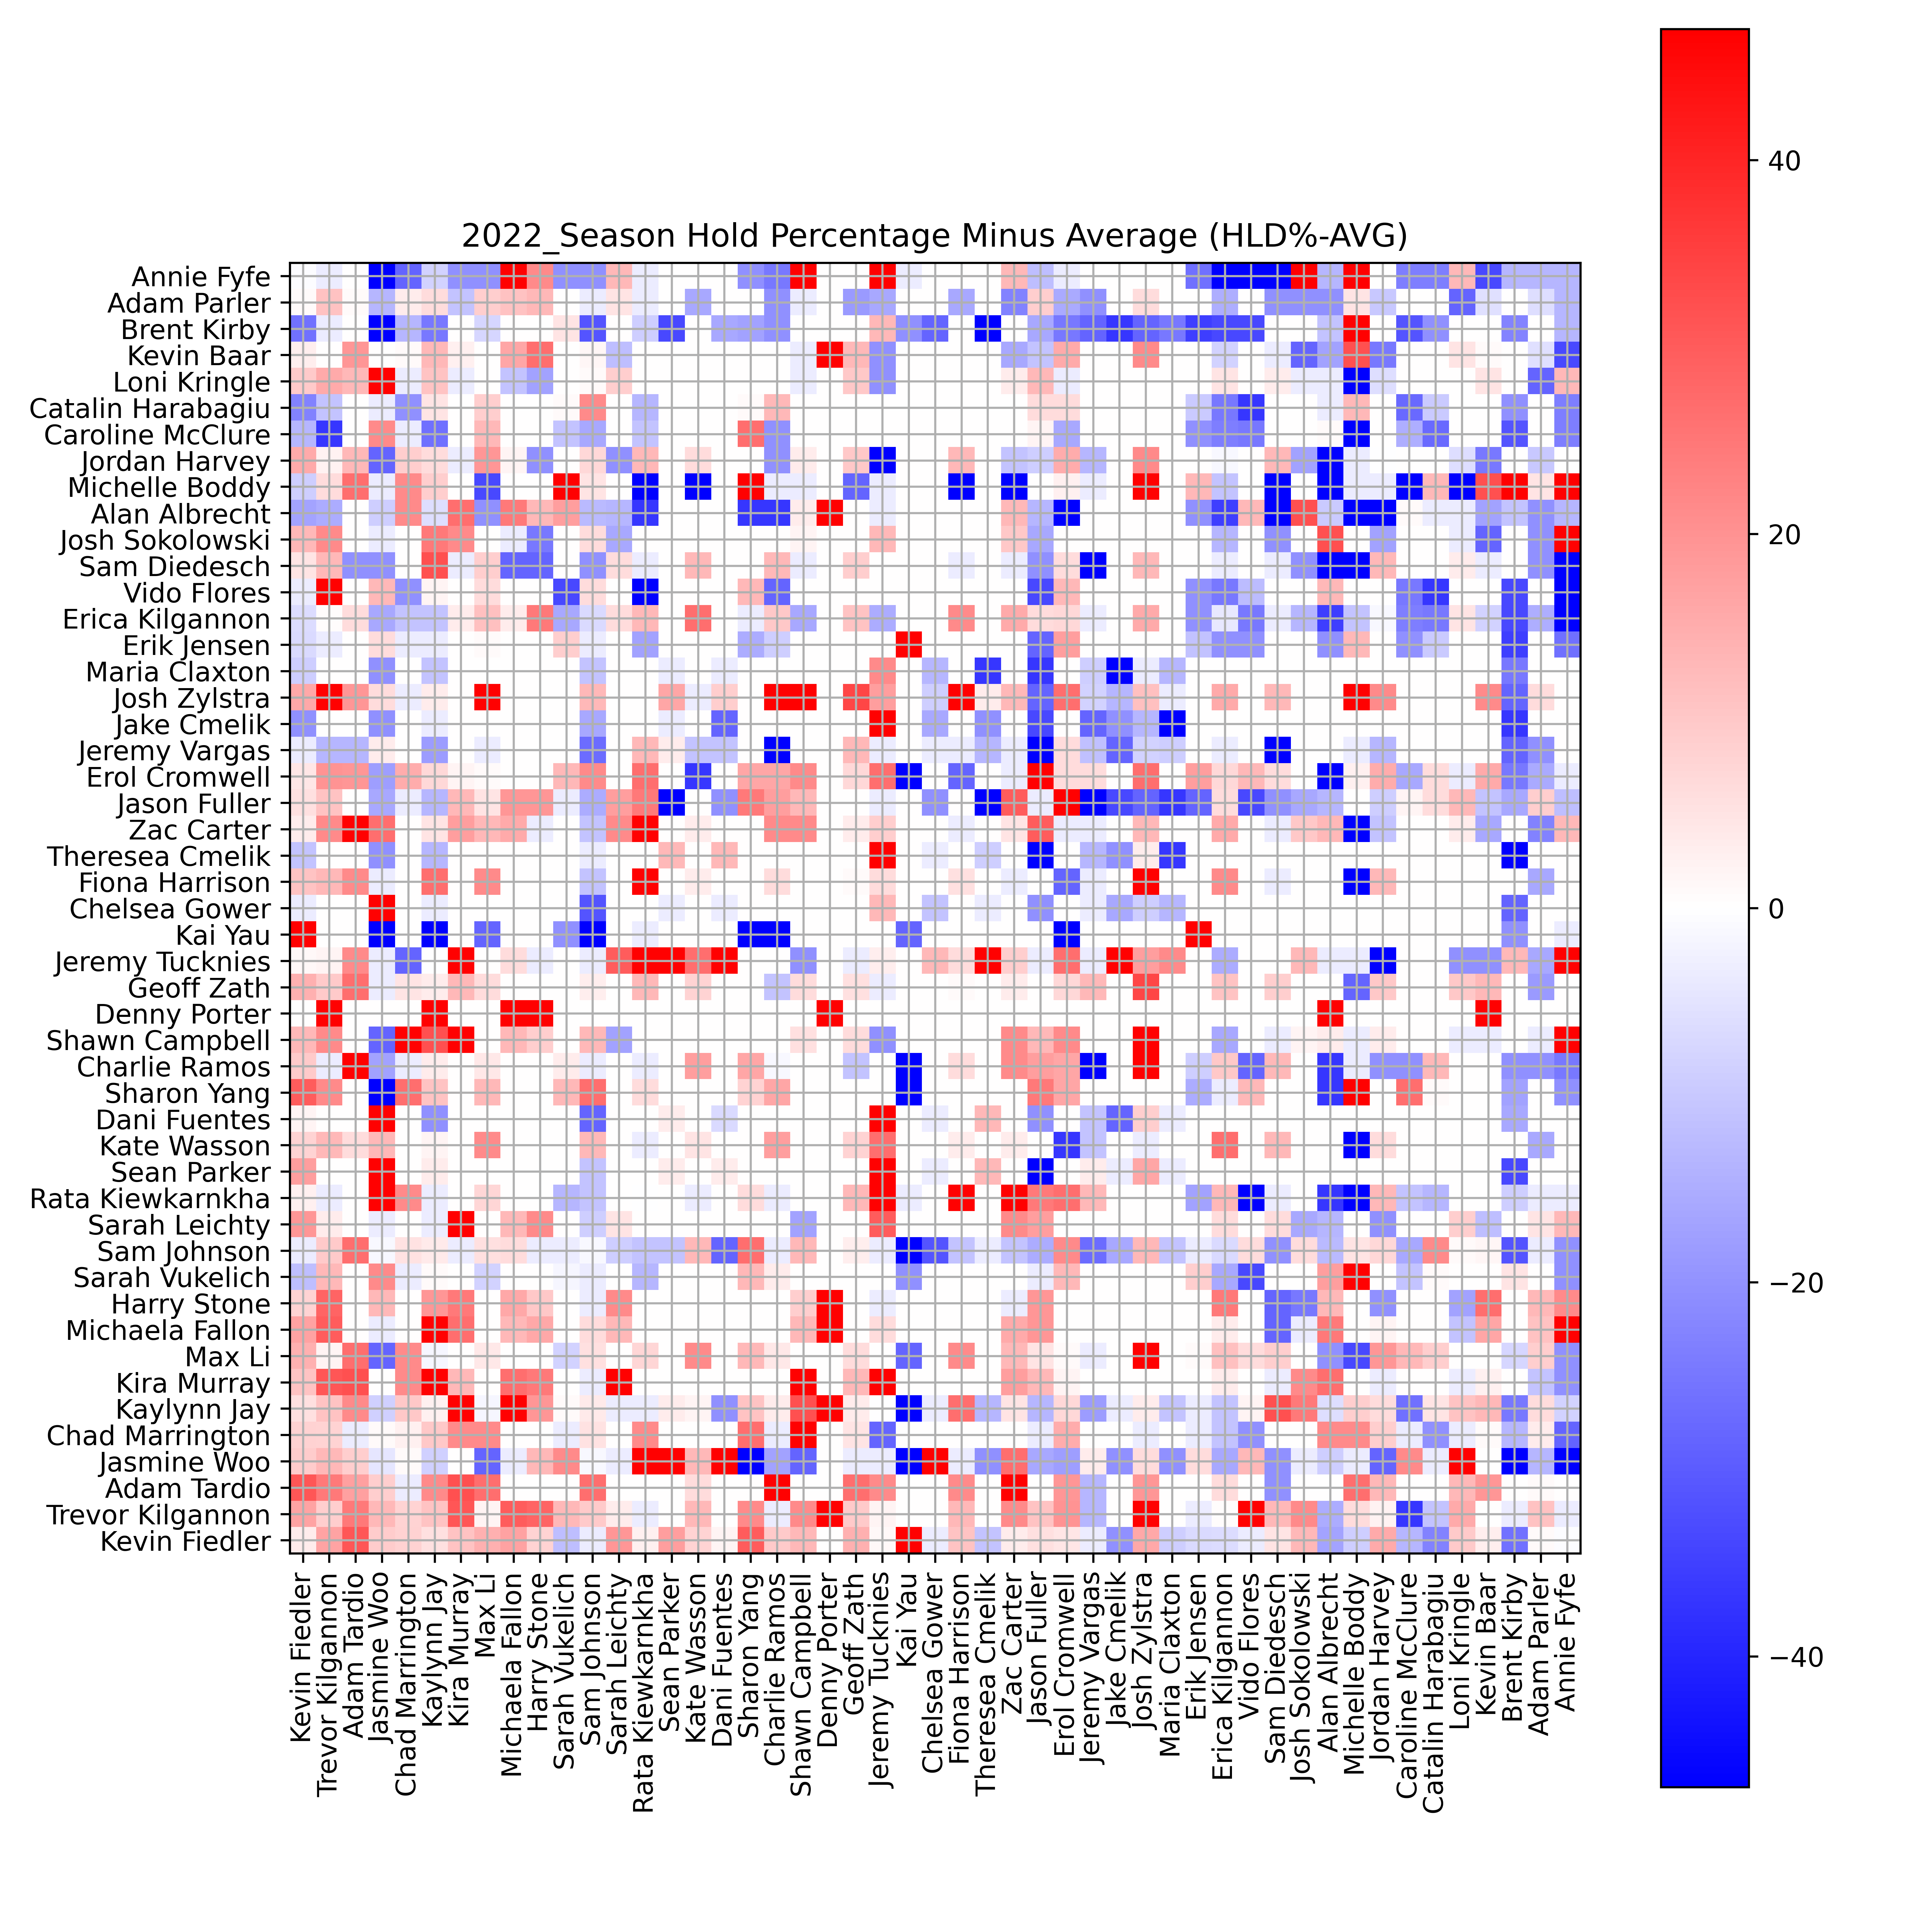 2022_Season Hold Percentage Minus Average (HLD%-AVG)
Annie Fyfe
Adam Parler
Brent Kirby
Kevin Baar
Loni Kringle
Catalin Harabagiu
Caroline McClure
Jordan Harvey
Michelle Boddy
Alan Albrecht
Josh Sokolowski
Sam Diedesch
Vido Flores
Erica Kilgannon
Erik Jensen
Maria Claxton
Josh Zylstra
Jake Cmelik
Jeremy Vargas
Erol Cromwell
Jason Fuller
Zac Carter
Theresea Cmelik
Fiona Harrison
Chelsea Gower
Kai Yau
Jeremy Tucknies
Geoff Zath
Denny Porter
Shawn Campbell
Charlie Ramos
Sharon Yang
Dani Fuentes
Kate Wasson
Sean Parker
Rata Kiewkarnkha
Sarah Leichty
Sam Johnson
Sarah Vukelich
Harry Stone
Michaela Fallon
Max Li
Kira Murray
Kaylynn Jay
Chad Marrington
Jasmine Woo
Adam Tardio
Trevor Kilgannon
Kevin Fiedler
Kevin Fiedler
Trevor Kilgannon
Adam Tardio
Jasmine Woo
Chad Marrington
Kaylynn Jay
Kira Murray
Max Li
Michaela Fallon
Harry Stone
Sarah Vukelich
Sam Johnson
Sarah Leichty
Rata Kiewkarnkha
Sean Parker
Kate Wasson
Dani Fuentes
Sharon Yang
Charlie Ramos
Shawn Campbell
Denny Porter
Geoff Zath
Jeremy Tucknies
Kai Yau
Chelsea Gower
Fiona Harrison
Theresea Cmelik
Zac Carter
Jason Fuller
Erol Cromwell
Jeremy Vargas
Jake Cmelik
Josh Zylstra
Maria Claxton
Erik Jensen
Erica Kilgannon
Vido Flores
Sam Diedesch
Josh Sokolowski
Alan Albrecht
Michelle Boddy
Jordan Harvey
Caroline McClure
Catalin Harabagiu
Loni Kringle
Kevin Baar
Brent Kirby
Adam Parler
Annie Fyfe
40
20
0
−20
−40